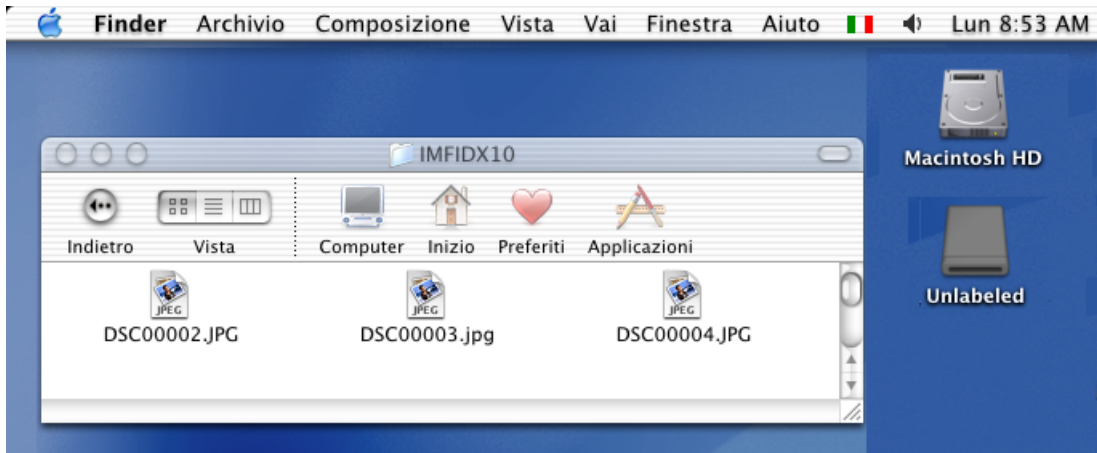 Finder Archivio Composizione Vista Vai Finestra Aiuto Lun 8:53 AM
IMFIDX10
Macintosh HD
Indietro Vista Computer Inizio Preferiti Applicazioni
Unlabeled
JPEG JPEG JPEG
DSC00002.JPG DSC00003.jpg DSC00004.JPG